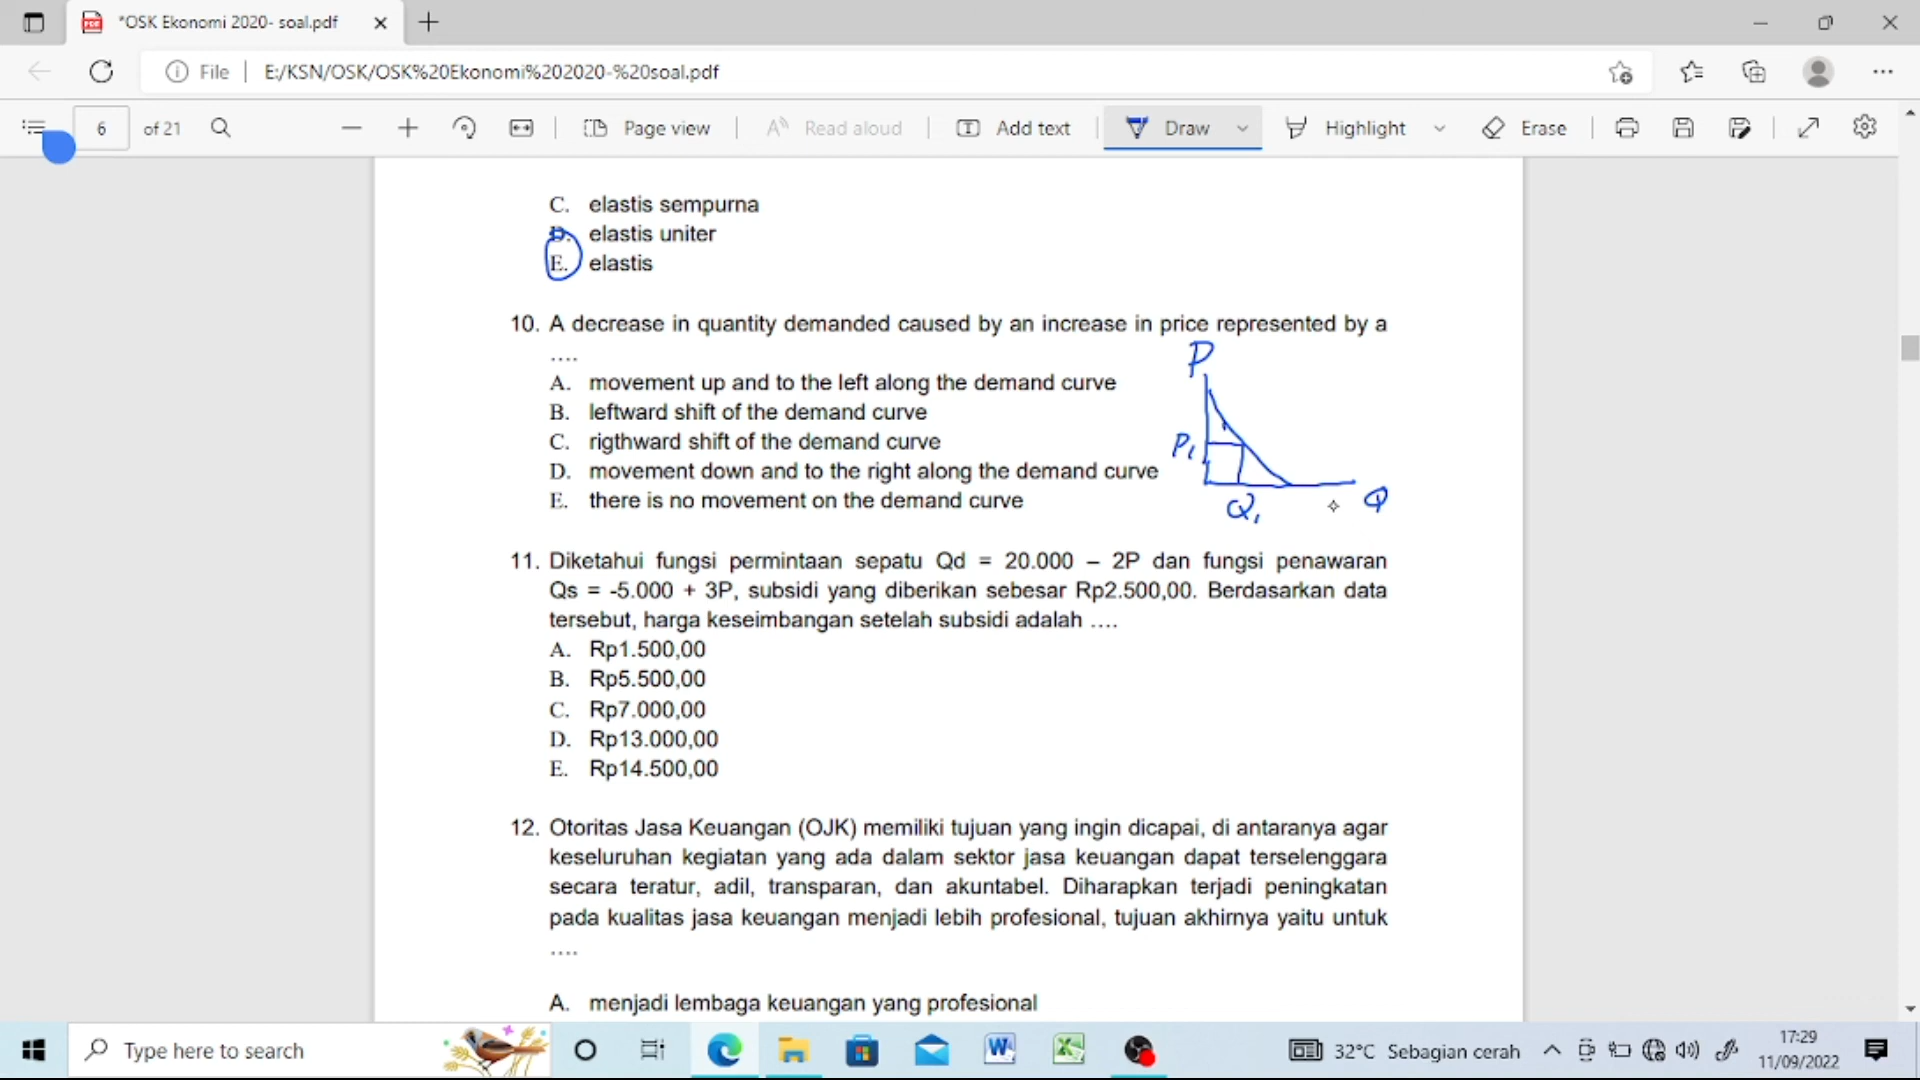 *OSK Ekonomi 2020- soal.pdf
File
E:/KSN/OSK/OSK%20Ekonomi%202020-%20soal.pdf
6 of 21
Page view
Read aloud
Add text
Draw
Highlight
Erase
C. elastis sempurna
D. elastis uniter
E. elastis
10. A decrease in quantity demanded caused by an increase in price represented by a
....
P
A. movement up and to the left along the demand curve
B. leftward shift of the demand curve
C. rigthward shift of the demand curve
P1
D. movement down and to the right along the demand curve
E. there is no movement on the demand curve
Q1
Q
11. Diketahui fungsi permintaan sepatu Qd = 20.000 – 2P dan fungsi penawaran
Qs = -5.000 + 3P, subsidi yang diberikan sebesar Rp2.500,00. Berdasarkan data
tersebut, harga keseimbangan setelah subsidi adalah ....
A. Rp1.500,00
B. Rp5.500,00
C. Rp7.000,00
D. Rp13.000,00
E. Rp14.500,00
12. Otoritas Jasa Keuangan (OJK) memiliki tujuan yang ingin dicapai, di antaranya agar
keseluruhan kegiatan yang ada dalam sektor jasa keuangan dapat terselenggara
secara teratur, adil, transparan, dan akuntabel. Diharapkan terjadi peningkatan
pada kualitas jasa keuangan menjadi lebih profesional, tujuan akhirnya yaitu untuk
....
A. menjadi lembaga keuangan yang profesional
Type here to search
32°C Sebagian cerah
17:29
11/09/2022